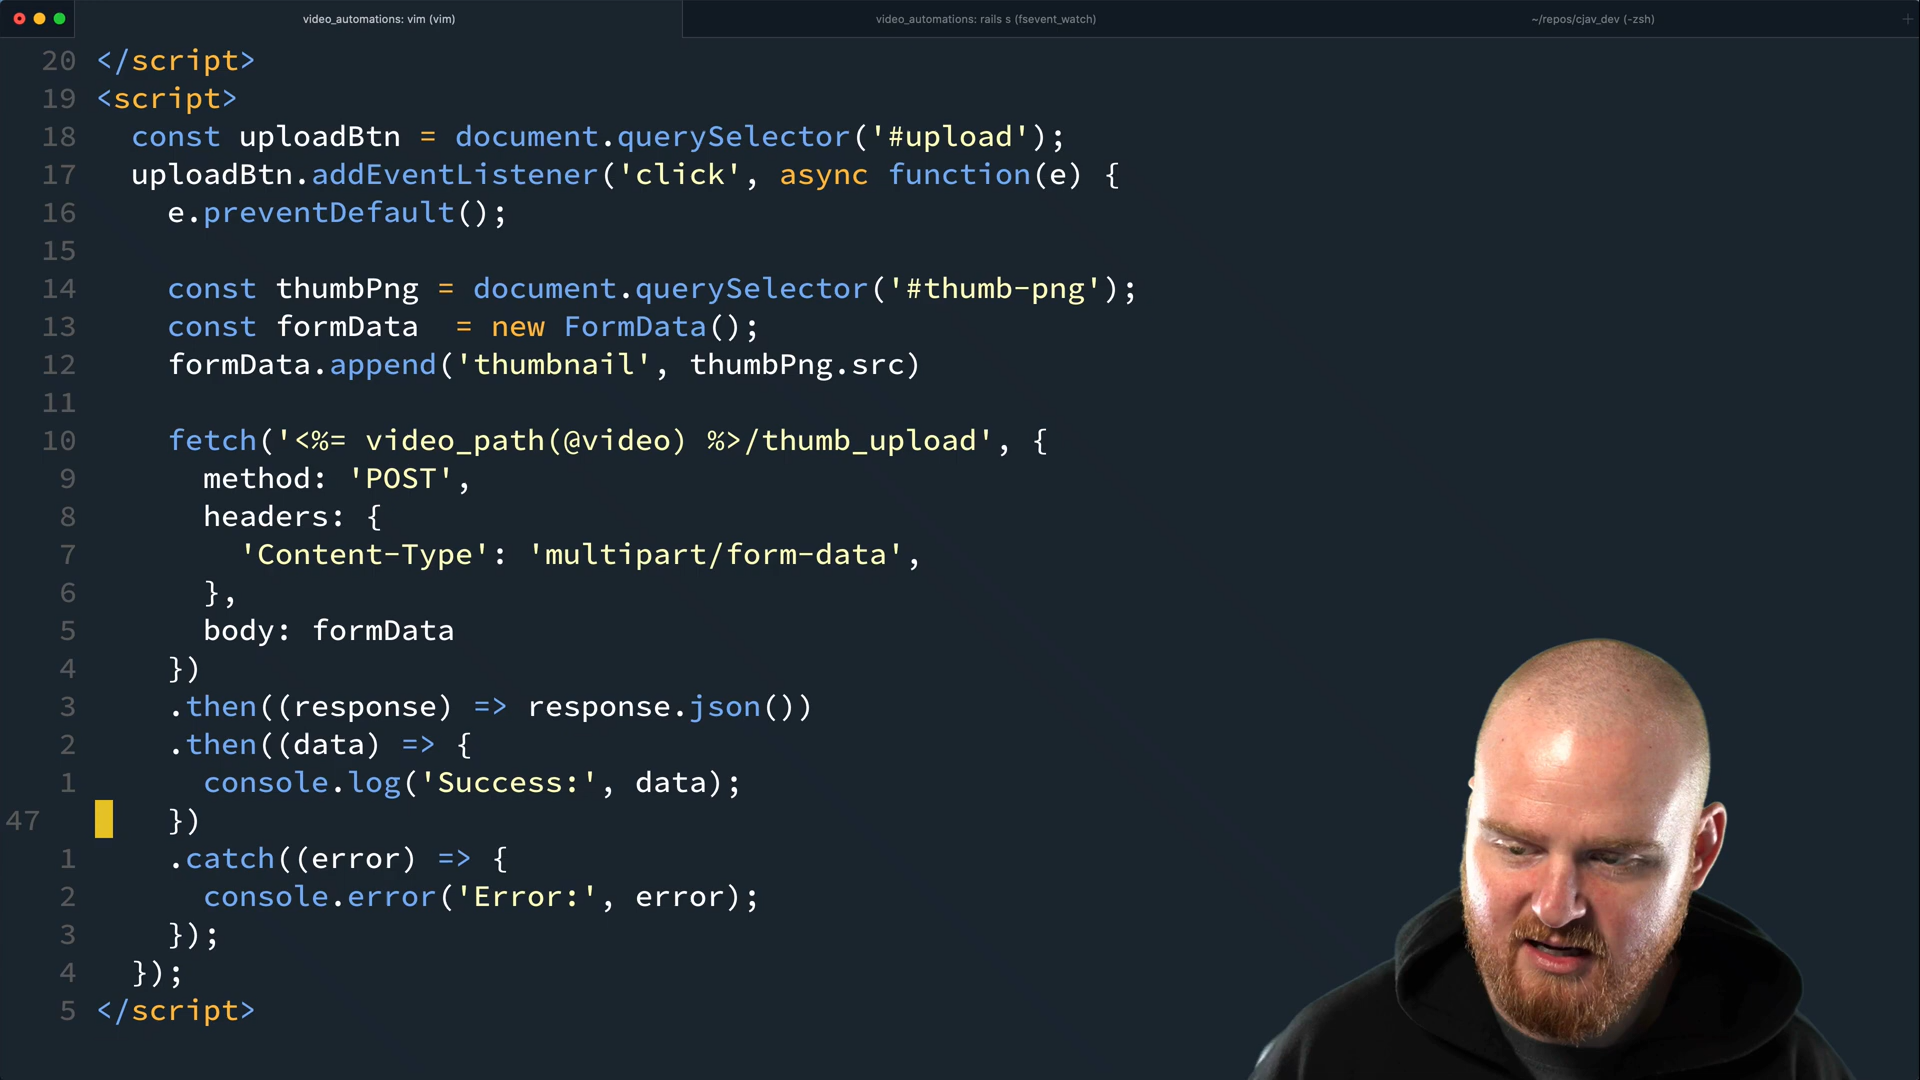 video_automations: vim (vim)
video_automations: rails s (fsevent_watch)
~/repos/cjav_dev (-zsh)
20 </script>
19 <script>
18   const uploadBtn = document.querySelector('#upload');
17   uploadBtn.addEventListener('click', async function(e) {
16     e.preventDefault();
15
14     const thumbPng = document.querySelector('#thumb-png');
13     const formData  = new FormData();
12     formData.append('thumbnail', thumbPng.src)
11
10     fetch('<%= video_path(@video) %>/thumb_upload', {
9       method: 'POST',
8       headers: {
7         'Content-Type': 'multipart/form-data',
6       },
5       body: formData
4     })
3     .then((response) => response.json())
2     .then((data) => {
1       console.log('Success:', data);
47     })
1     .catch((error) => {
2       console.error('Error:', error);
3     });
4   });
5 </script>